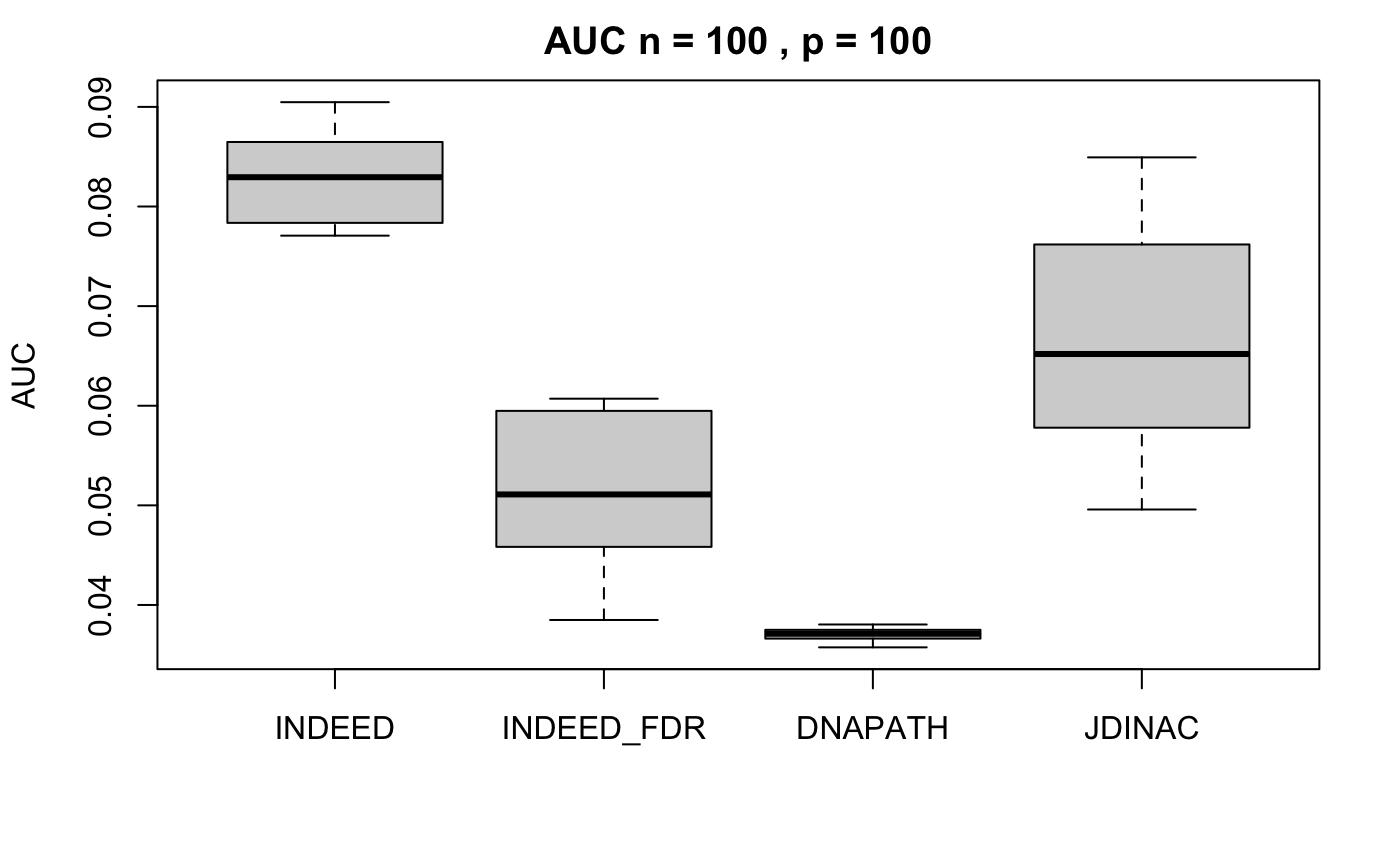 AUC n = 100 , p = 100
AUC
0.09
0.08
0.07
0.06
0.05
0.04
INDEED INDEED_FDR DNAPATH JDINAC